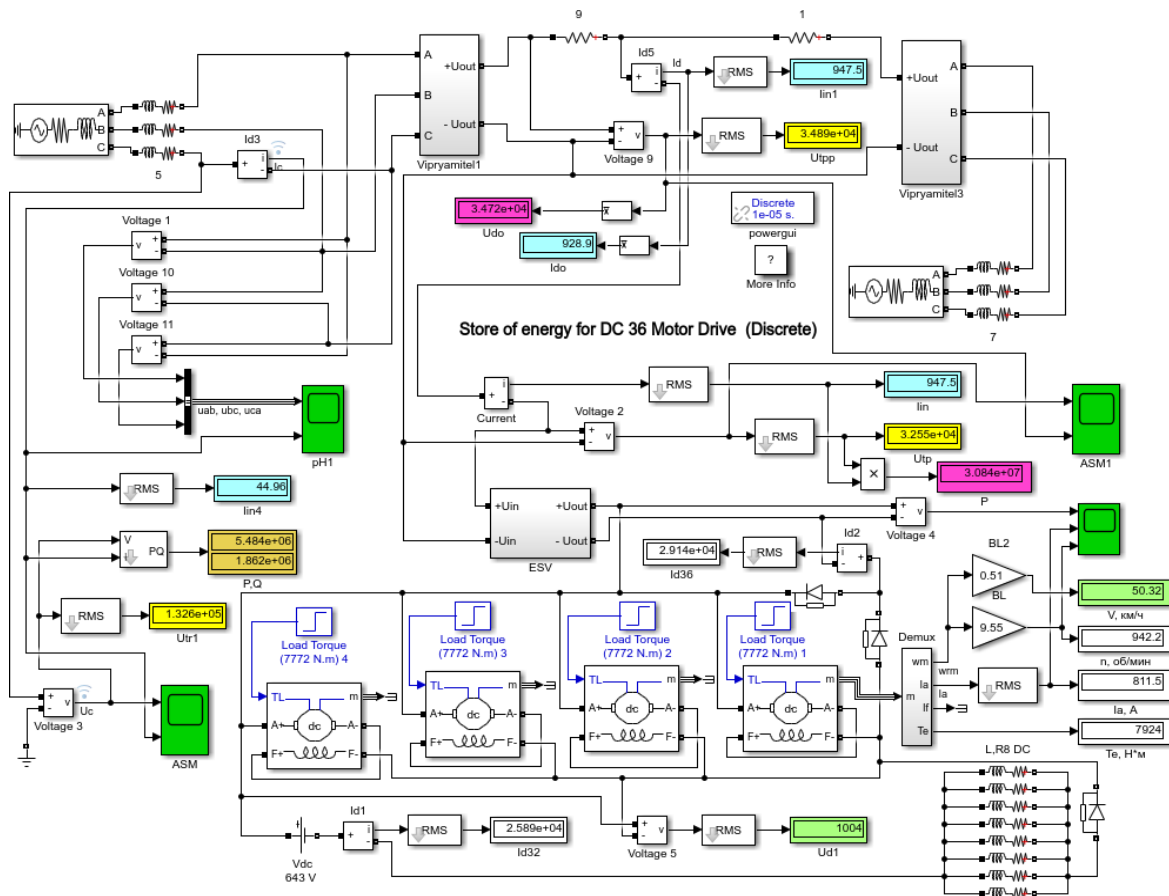 9
1
A
B
C
+Uout
- Uout
Vipryamitel1
Id5
i
+
-
Id
RMS
947.5
Iin1
+Uout
- Uout
A
B
C
Vipryamitel3
A
B
C
5
Id3
+
i
-
Ic
+
-
v
Voltage 9
RMS
3.489e+04
Utpp
3.472e+04
Udo
x
928.9
Ido
x
Discrete
1e-05 s.
powergui
?
More Info
Voltage 1
v
+
-
Voltage 10
v
+
-
Voltage 11
v
+
-
uab, ubc, uca
pH1
A
B
C
7
Store of energy for DC 36 Motor Drive (Discrete)
+
i
-
Current
RMS
947.5
Iin
Voltage 2
+
-
v
RMS
3.255e+04
Utp
×
3.084e+07
P
ASM1
RMS
44.96
Iin4
V
I
PQ
5.484e+06
1.862e+06
P,Q
RMS
1.326e+05
Utr1
+
-
v
Voltage 3
Uc
ASM
+Uin
-Uin
+Uout
- Uout
ESV
+
-
v
Voltage 4
2.914e+04
Id36
RMS
Id2
i
+
-
BL2
0.51
BL
9.55
50.32
V, км/ч
942.2
n, об/мин
811.5
Ia, A
7924
Te, Н*м
Demux
m
wm
Ia
If
Te
wrm
Ia
RMS
Load Torque
(7772 N.m) 4
Load Torque
(7772 N.m) 3
Load Torque
(7772 N.m) 2
Load Torque
(7772 N.m) 1
TL
m
A+
dc
A-
F+
F-
TL
m
A+
dc
A-
F+
F-
TL
m
A+
dc
A-
F+
F-
TL
m
A+
dc
A-
F+
F-
L,R8 DC
Vdc
643 V
Id1
+
i
-
RMS
2.589e+04
Id32
+
-
v
Voltage 5
RMS
1004
Ud1